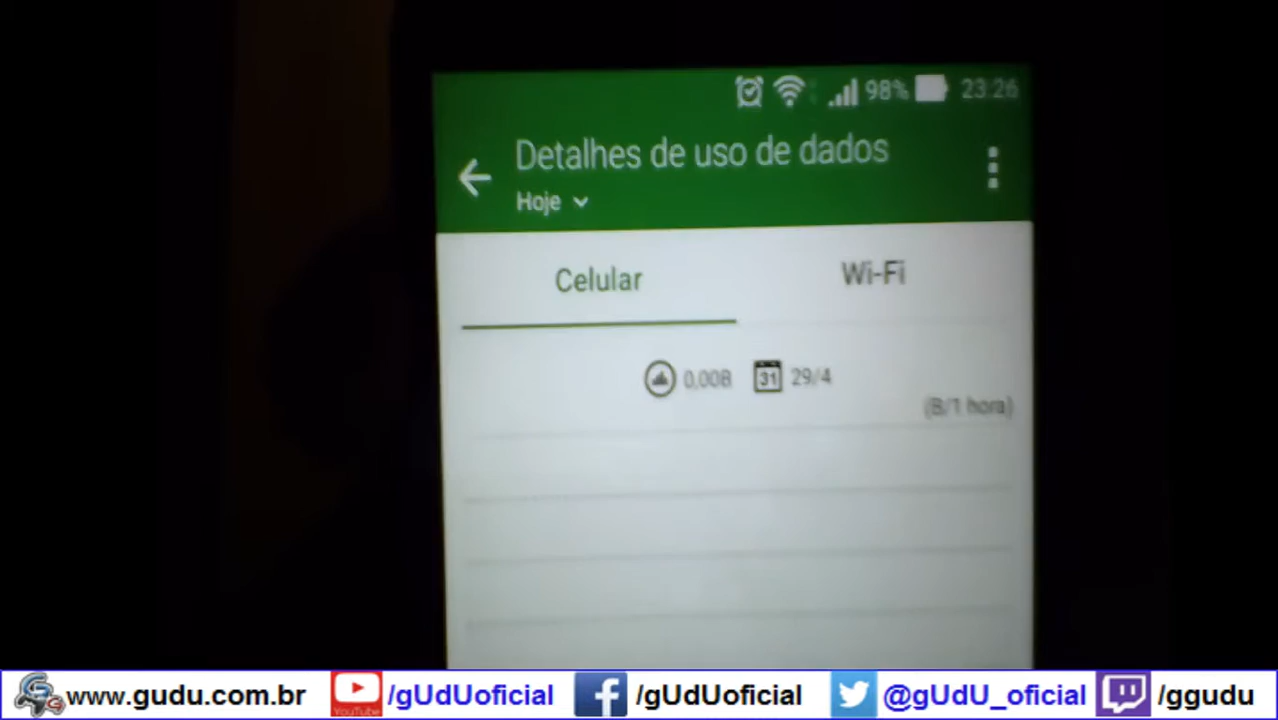 98% 23:26
Detalhes de uso de dados
Hoje
Celular Wi-Fi
0,00B 31 29/4
(B/1 hora)
www.gudu.com.br YouTube /gUdUoficial /gUdUoficial @gUdU_oficial /ggudu